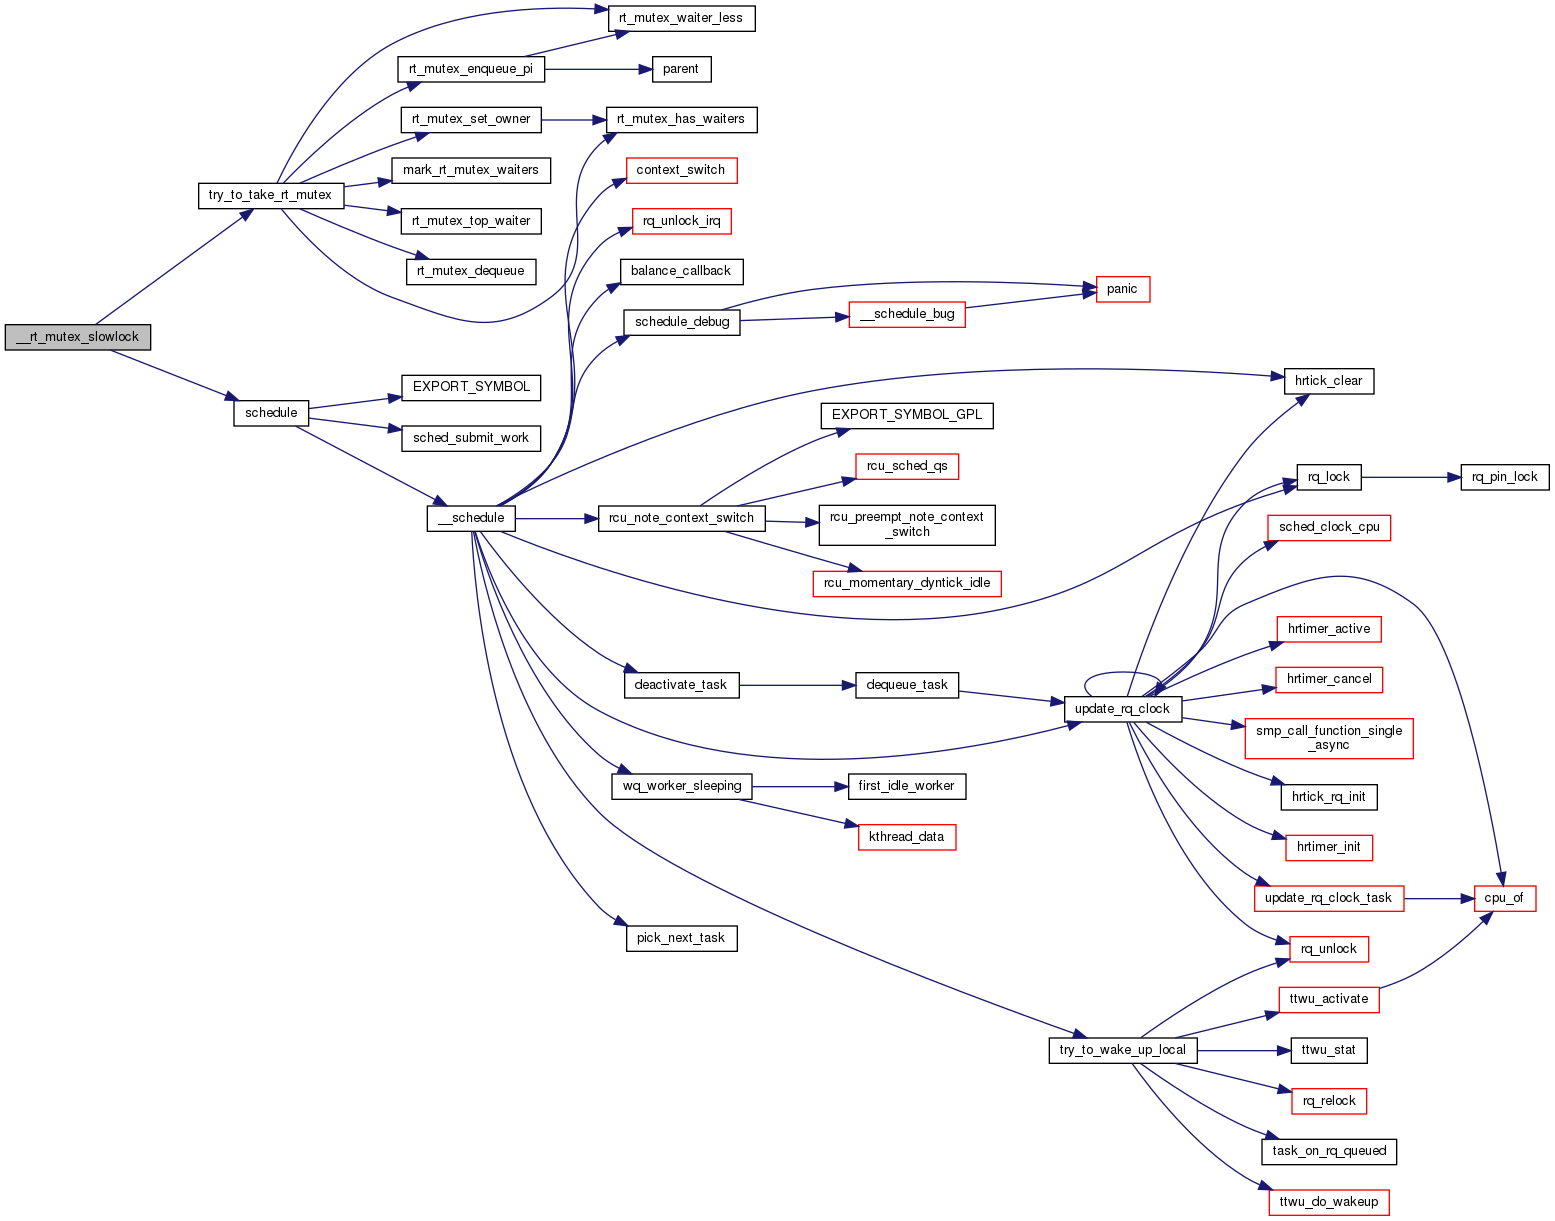 rt_mutex_waiter_less
rt_mutex_enqueue_pi
parent
rt_mutex_set_owner
rt_mutex_has_waiters
mark_rt_mutex_waiters
context_switch
try_to_take_rt_mutex
rt_mutex_top_waiter
rq_unlock_irq
rt_mutex_dequeue
balance_callback
panic
schedule_debug
__schedule_bug
__rt_mutex_slowlock
hrtick_clear
EXPORT_SYMBOL
schedule
EXPORT_SYMBOL_GPL
sched_submit_work
rcu_sched_qs
rq_lock
rq_pin_lock
__schedule
rcu_note_context_switch
rcu_preempt_note_context
_switch
sched_clock_cpu
rcu_momentary_dyntick_idle
hrtimer_active
deactivate_task
dequeue_task
hrtimer_cancel
update_rq_clock
smp_call_function_single
_async
wq_worker_sleeping
first_idle_worker
hrtick_rq_init
kthread_data
hrtimer_init
update_rq_clock_task
cpu_of
pick_next_task
rq_unlock
ttwu_activate
try_to_wake_up_local
ttwu_stat
rq_relock
task_on_rq_queued
ttwu_do_wakeup